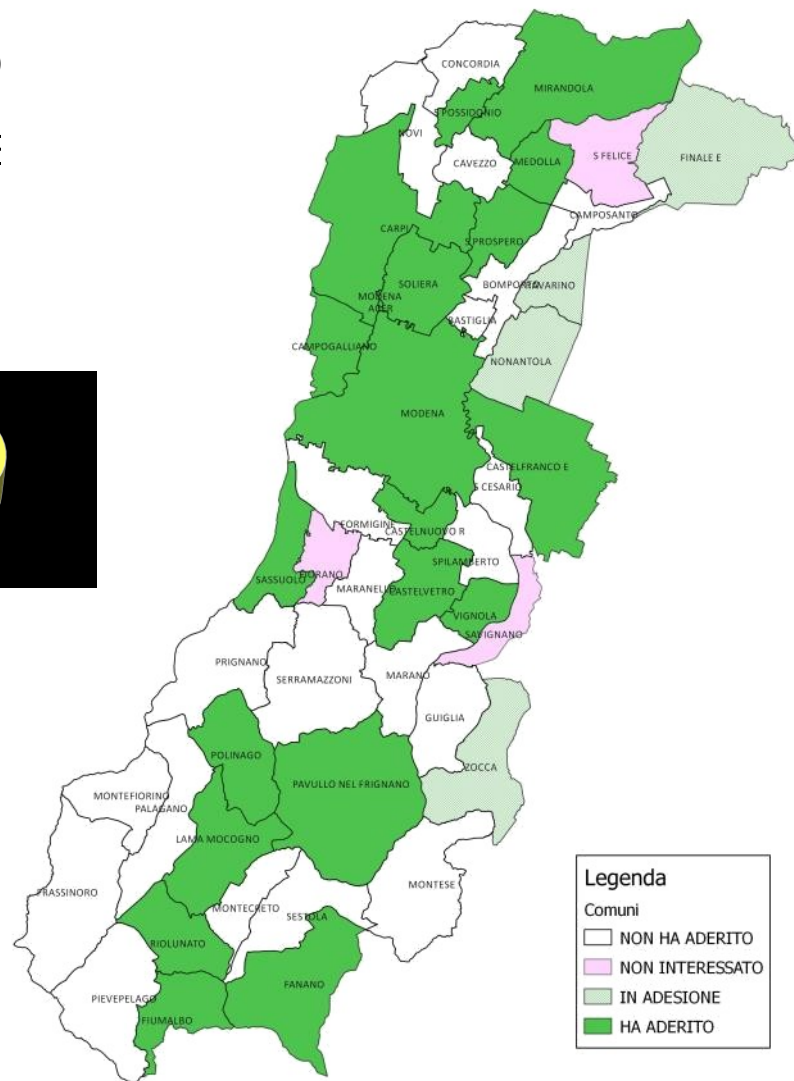 CONCORDIA
MIRANDOLA
S POSSIDONIO
NOVI
CAVEZZO
MEDOLLA
S FELICE
FINALE E
CAMPOSANTO
CARPI
S PROSPERO
SOLIERA
BOMPORTO
RAVARINO
MODENA
ACER
BASTIGLIA
CAMPOGALLIANO
NONANTOLA
MODENA
CASTELFRANCO E
S CESARIO
FORMIGINE
CASTELNUOVO R
SPILAMBERTO
SASSUOLO
FIORANO
MARANELLO
CASTELVETRO
VIGNOLA
SAVIGNANO
PRIGNANO
SERRAMAZZONI
MARANO
GUIGLIA
POLINAGO
ZOCCA
PAVULLO NEL FRIGNANO
MONTEFIORINO
PALAGANO
LAMA MOCOGNO
FRASSINORO
MONTECRETO
SESTOLA
MONTESE
RIOLUNATO
FANANO
PIEVEPELAGO
FIUMALBO
Legenda
Comuni
NON HA ADERITO
NON INTERESSATO
IN ADESIONE
HA ADERITO